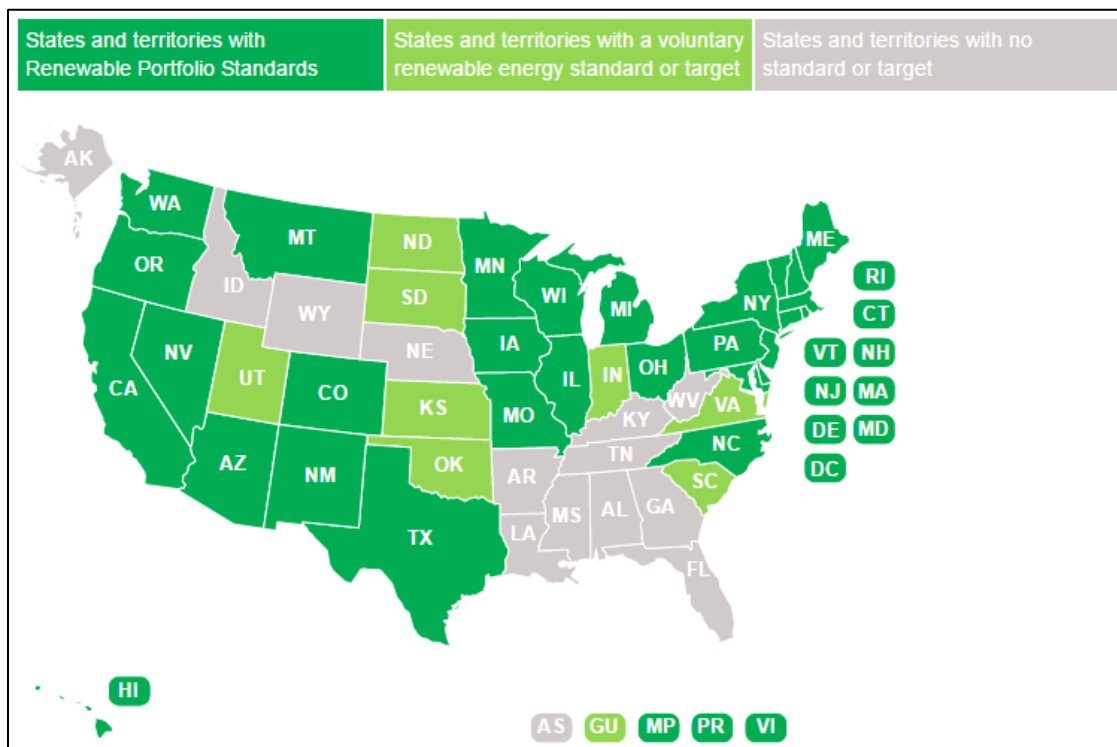 States and territories with
Renewable Portfolio Standards
States and territories with a voluntary
renewable energy standard or target
States and territories with no
standard or target
AK
WA
MT
ND
MN
ME
OR
ID
SD
WI
MI
NY
RI
WY
CT
NV
NE
IA
PA
VT
NH
CA
UT
CO
KS
MO
IL
IN
OH
WV
VA
NJ
MA
KY
DE
MD
AZ
NM
OK
AR
TN
NC
DC
SC
TX
LA
MS
AL
GA
FL
HI
AS
GU
MP
PR
VI